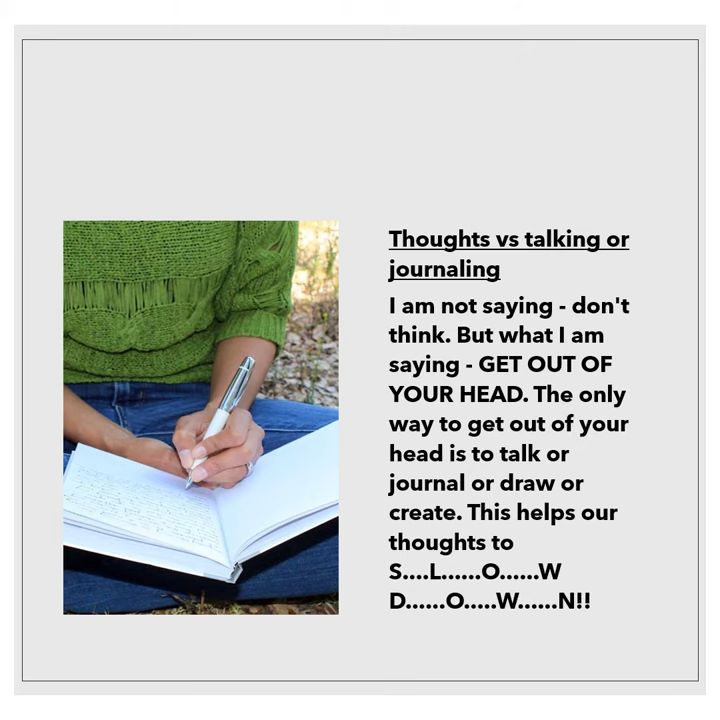 Thoughts vs talking or
journaling
I am not saying - don't
think. But what I am
saying - GET OUT OF
YOUR HEAD. The only
way to get out of your
head is to talk or
journal or draw or
create. This helps our
thoughts to
S....L......O......W
D......O.....W......N!!